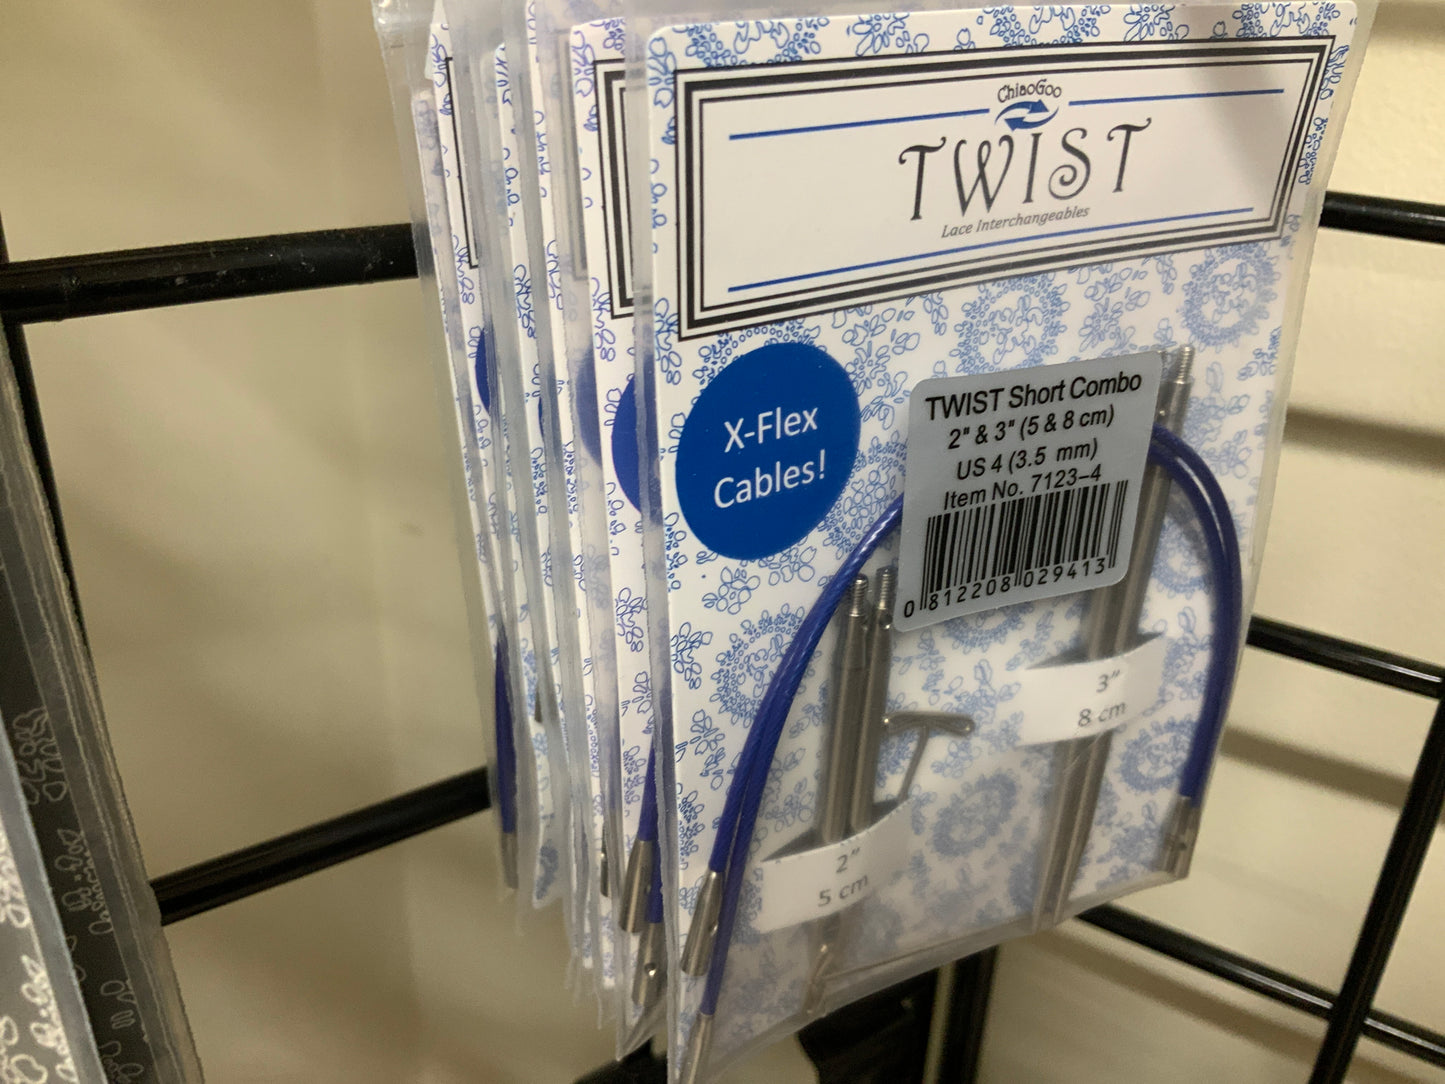 ChiaoGoo
TWIST
Lace Interchangeables
X-Flex
Cables!
TWIST Short Combo
2" & 3" (5 & 8 cm)
US 4 (3.5 mm)
Item No. 7123-4
0 812208 029413
3"
8 cm
2"
5 cm